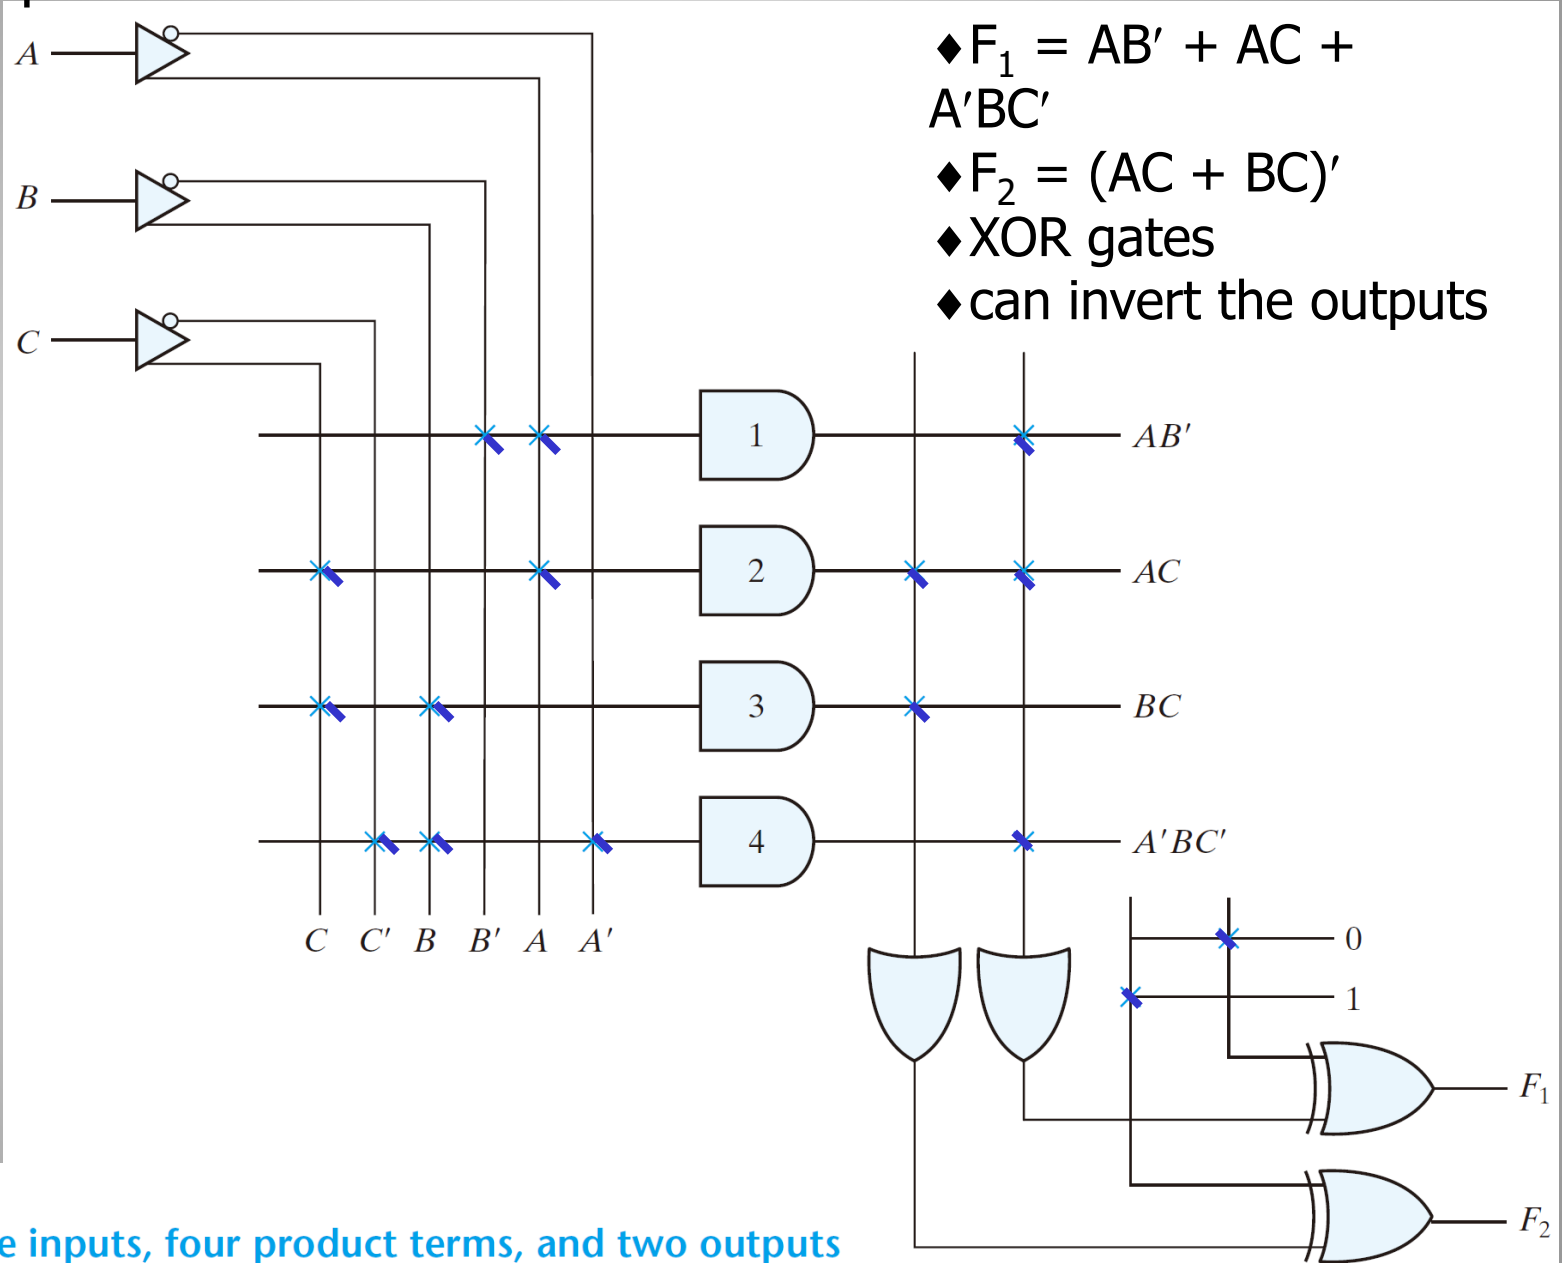 ♦F₁ = AB′ + AC +
A′BC′
♦F₂ = (AC + BC)′
♦XOR gates
♦can invert the outputs
A
B
C
1
AB′
2
AC
3
BC
4
A′BC′
C C′ B B′ A A′
0
1
F₁
F₂
e inputs, four product terms, and two outputs